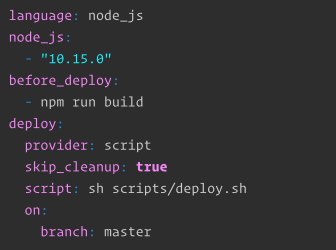 language: node_js
node_js:
  - "10.15.0"
before_deploy:
  - npm run build
deploy:
  provider: script
  skip_cleanup: true
  script: sh scripts/deploy.sh
  on:
    branch: master